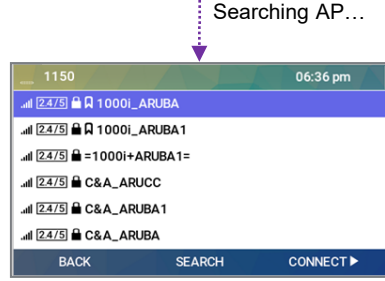 Searching AP…
1150 06:36 pm
2.4/5 1000i_ARUBA
2.4/5 1000i_ARUBA1
2.4/5 =1000i+ARUBA1=
2.4/5 C&A_ARUCC
2.4/5 C&A_ARUBA1
2.4/5 C&A_ARUBA
BACK SEARCH CONNECT